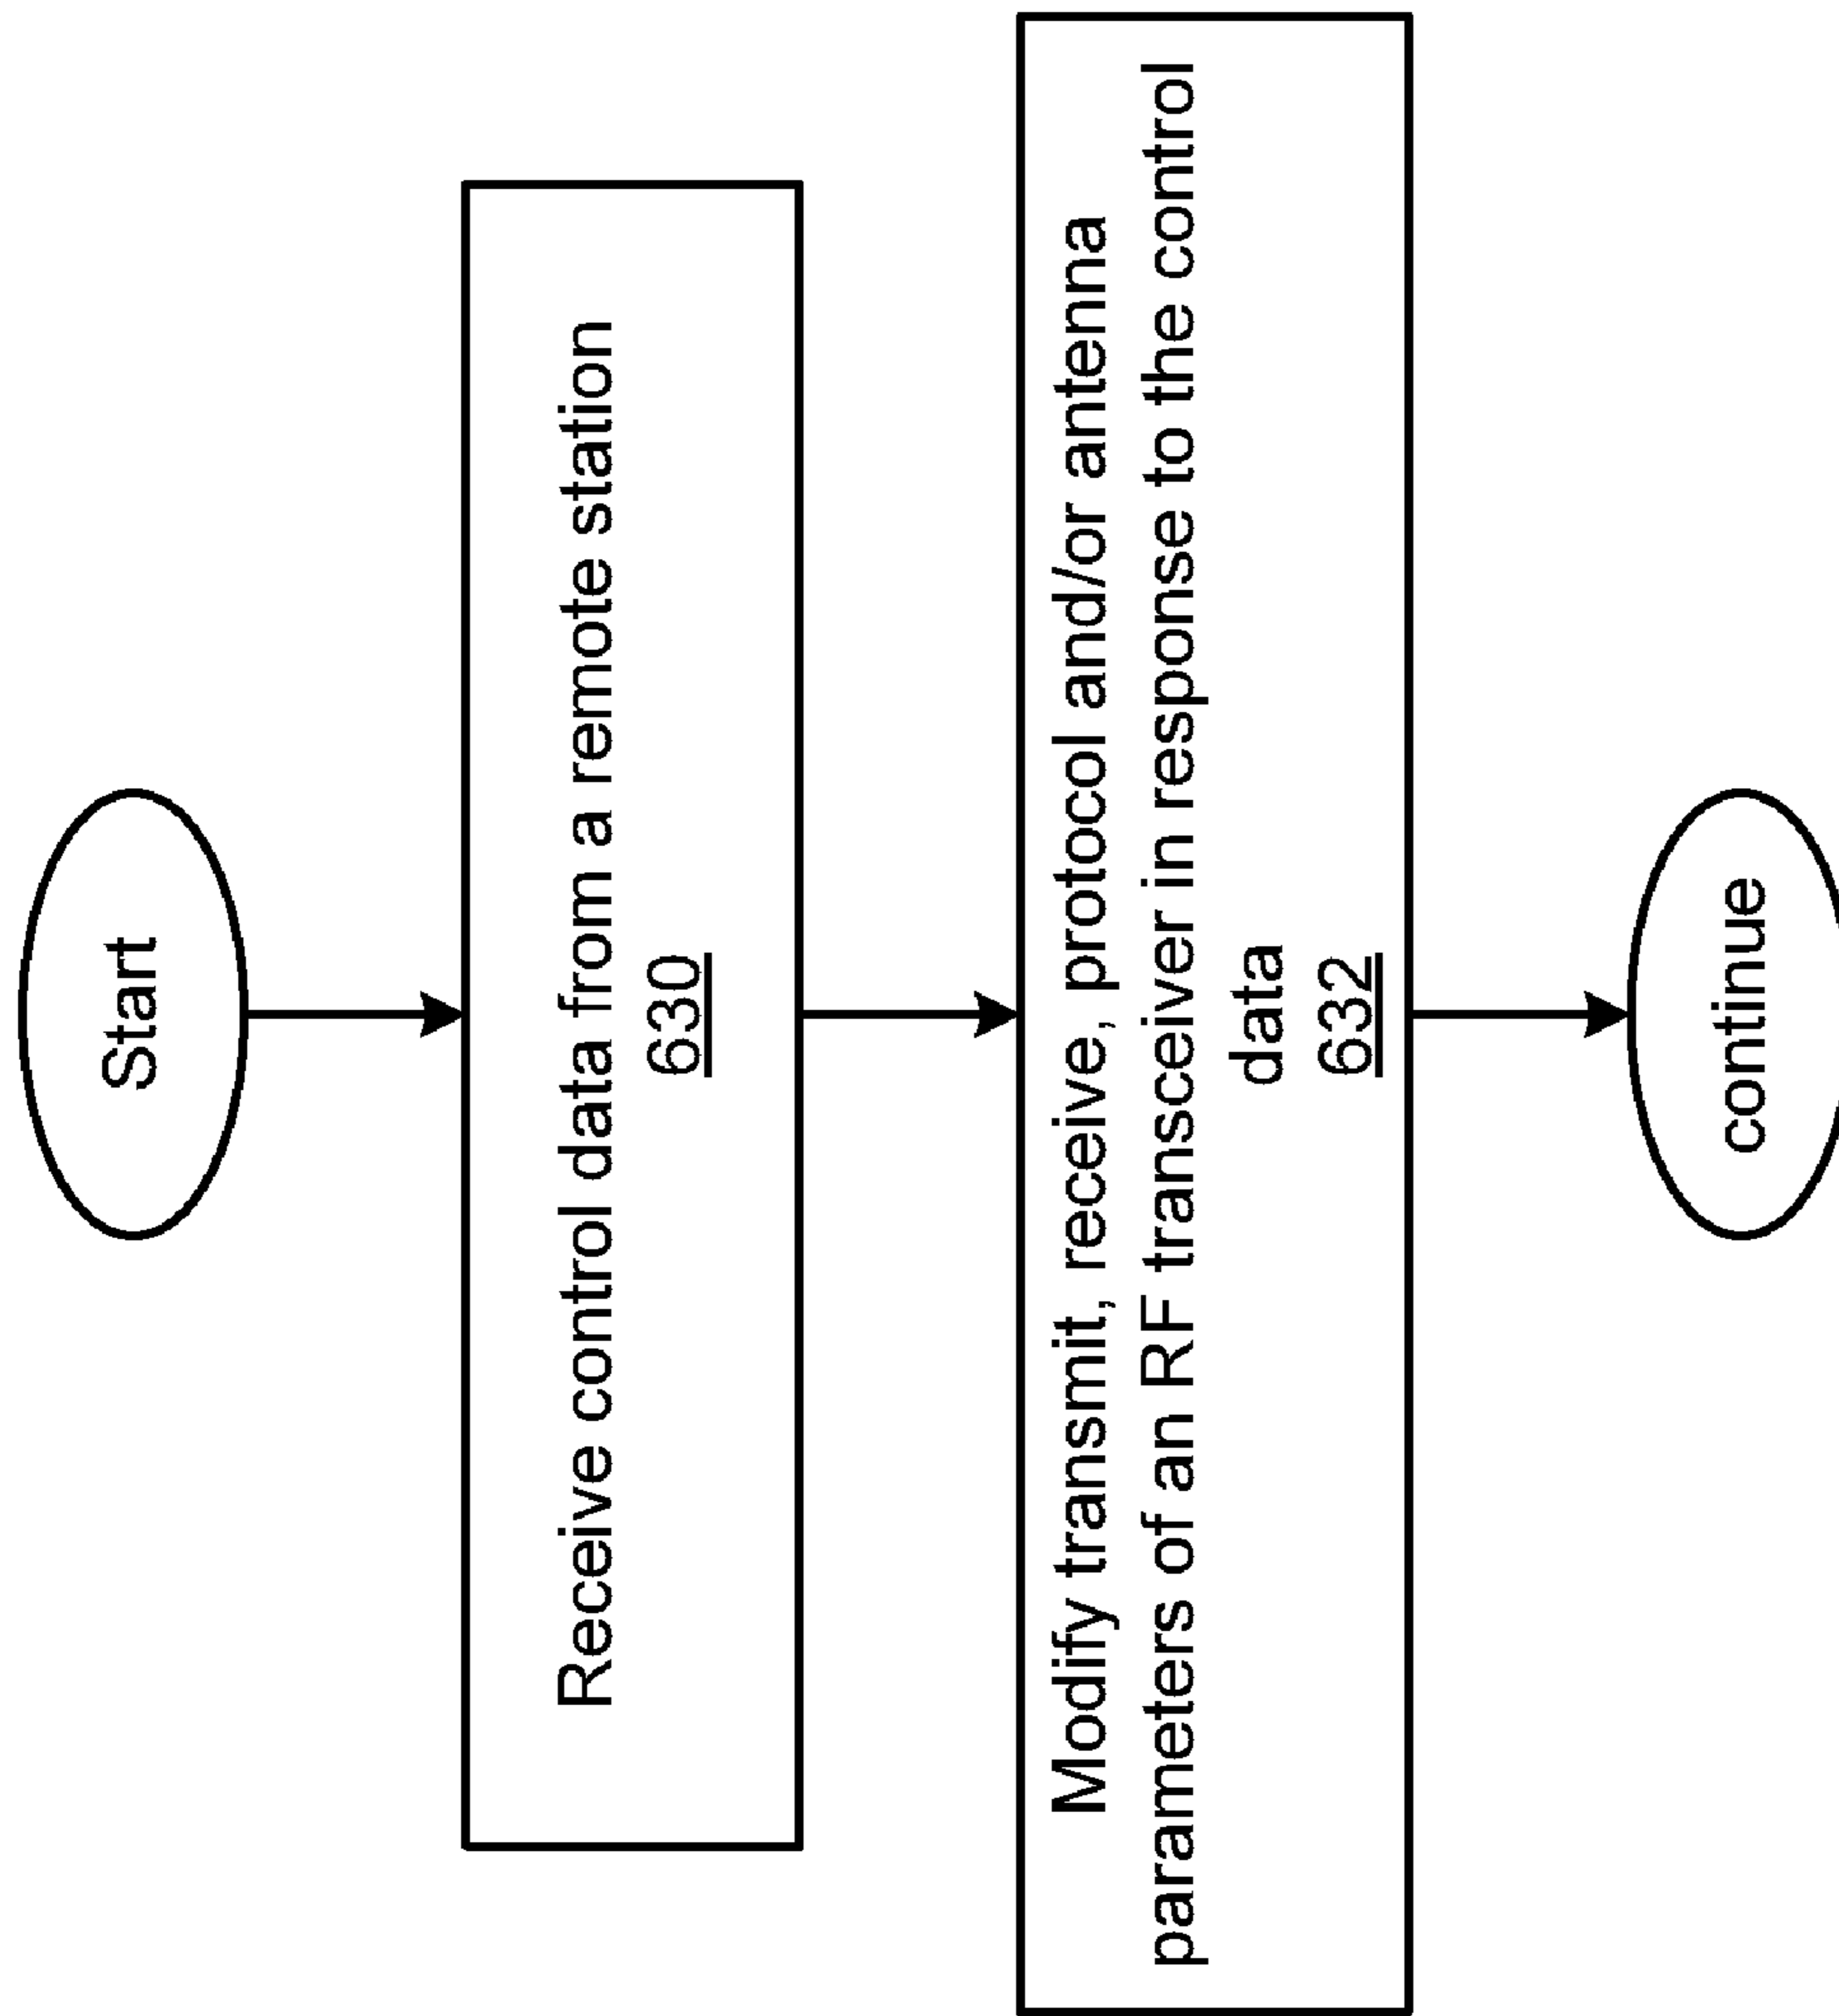 Start
Receive control data from a remote station
630
Modify transmit, receive, protocol and/or antenna
parameters of an RF transceiver in response to the control
data
632
continue